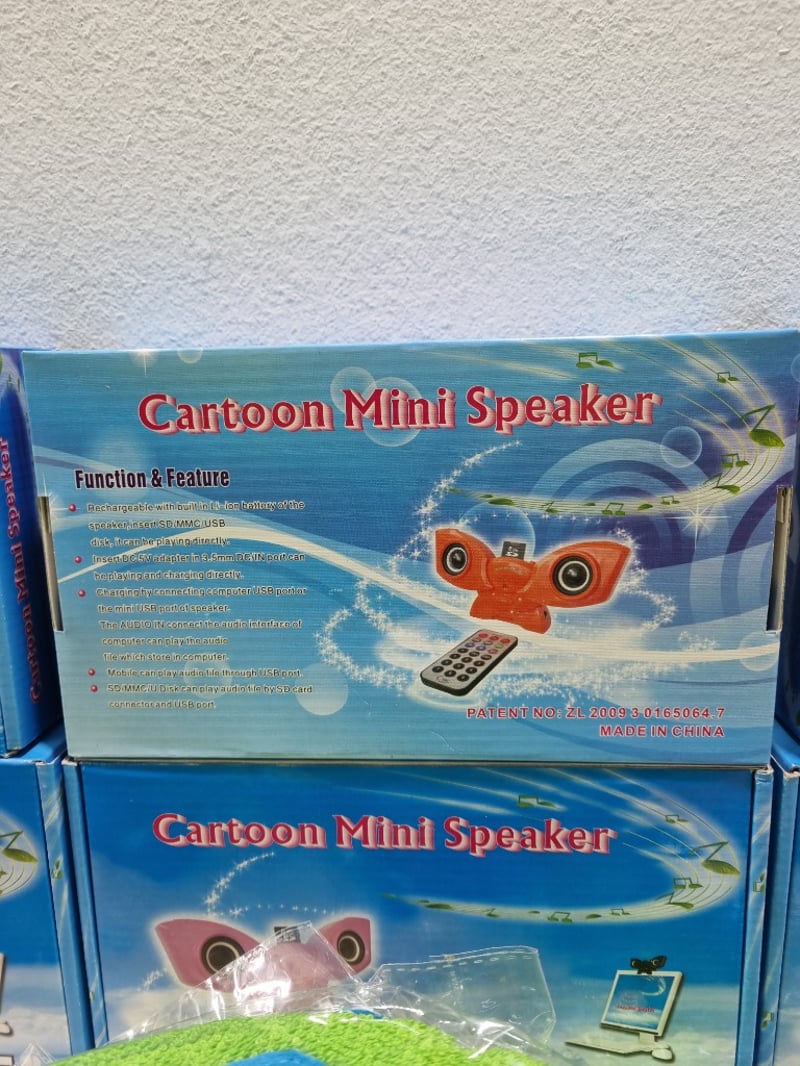 Cartoon Mini Speaker
Function & Feature
Rechargeable with built in Li-ion battery of the
speaker, insert SD/MMC/USB
disk, it can be playing directly.
Insert DC 5V adapter in 3.5mm DC IN port can
be playing and charging directly.
Charging by connecting computer USB port or
the mini USB port of speaker.
The AUDIO IN connect the audio interface of
computer can play the audio
file which store in computer.
Mobile can play audio file through USB port.
SD/MMC/U Disk can play audio file by SD card
connector and USB port.
PATENT NO: ZL 2009 3 0165064.7
MADE IN CHINA
Cartoon Mini Speaker
Cartoon Mini Speaker